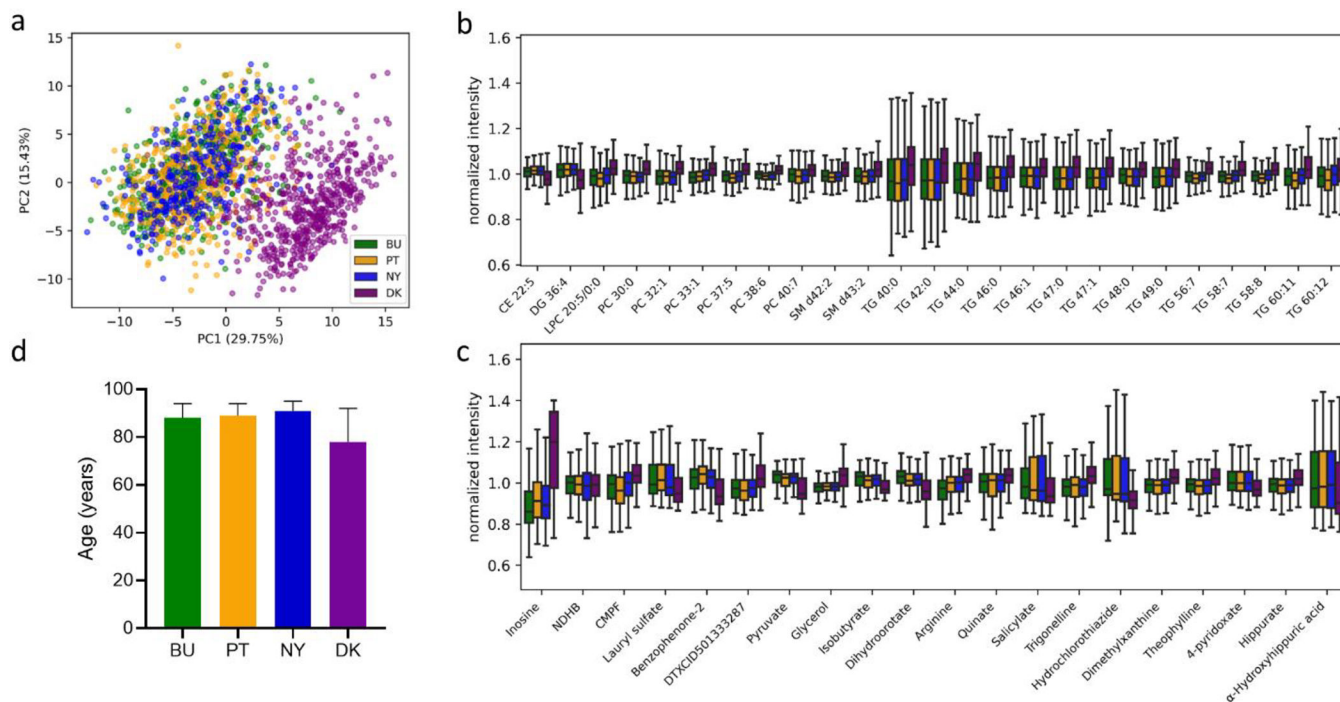 a
15
10
5
0
−5
−10
PC2 (15.43%)
−10
−5
0
5
10
15
PC1 (29.75%)
BU
PT
NY
DK
b
1.6
1.4
1.2
1.0
0.8
0.6
normalized intensity
CE 22:5
DG 36:4
LPC 20:5/0:0
PC 30:0
PC 32:1
PC 33:1
PC 37:5
PC 38:6
PC 40:7
SM d42:2
SM d43:2
TG 40:0
TG 42:0
TG 44:0
TG 46:0
TG 46:1
TG 47:0
TG 47:1
TG 48:0
TG 49:0
TG 56:7
TG 58:7
TG 58:8
TG 60:11
TG 60:12
d
100
80
60
40
20
0
Age (years)
BU
PT
NY
DK
c
1.6
1.4
1.2
1.0
0.8
0.6
normalized intensity
Inosine
NDHB
CMPF
Lauryl sulfate
Benzophenone-2
DTXCID501333287
Pyruvate
Glycerol
Isobutyrate
Dihydroorotate
Arginine
Quinate
Salicylate
Trigonelline
Hydrochlorothiazide
Dimethylxanthine
Theophylline
4-pyridoxate
Hippurate
α-Hydroxyhippuric acid